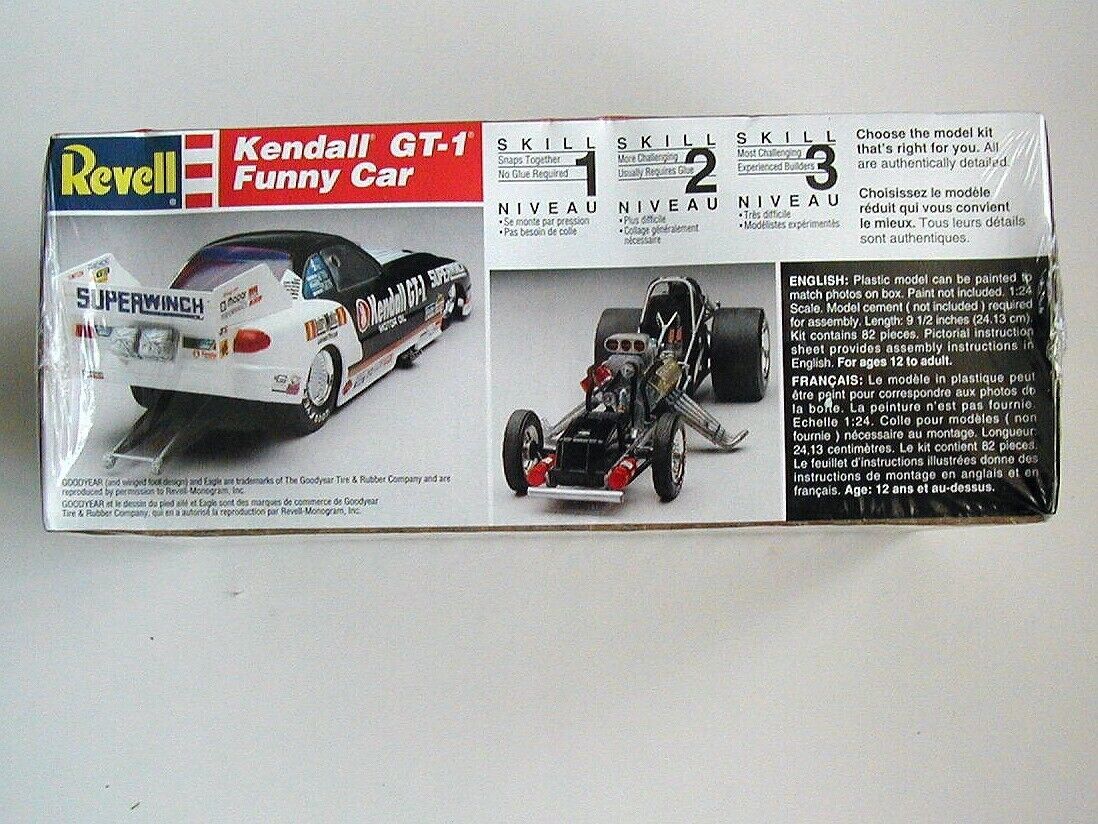 Revell
Kendall® GT-1®
Funny Car
SKILL
Snaps Together
No Glue Required
1
NIVEAU
• Se monte par pression
• Pas besoin de colle
SKILL
More Challenging
Usually Requires Glue
2
NIVEAU
• Plus difficile
• Collage généralement
nécessaire
SKILL
Most Challenging
Experienced Builders
3
NIVEAU
• Très difficile
• Modélistes expérimentés
Choose the model kit
that's right for you. All
are authentically detailed.
Choisissez le modèle
réduit qui vous convient
le mieux. Tous leurs détails
sont authentiques.
SUPERWINCH
mopar
Kendall GT-1
MOTOR OIL
SUPERWINCH
GOODYEAR (and winged foot design) and Eagle are trademarks of The Goodyear Tire & Rubber Company and are
reproduced by permission to Revell-Monogram, Inc.
GOODYEAR et le dessin du pied ailé et Eagle sont des marques de commerce de Goodyear
Tire & Rubber Company, qui en a autorisé la reproduction par Revell-Monogram, Inc.
ENGLISH: Plastic model can be painted to
match photos on box. Paint not included. 1:24
Scale. Model cement ( not included ) required
for assembly. Length: 9 1/2 inches (24.13 cm).
Kit contains 82 pieces. Pictorial instruction
sheet provides assembly instructions in
English. For ages 12 to adult.
FRANÇAIS: Le modèle in plastique peut
être paint pour correspondre aux photos de
la boîte. La peinture n'est pas fournie.
Echelle 1:24. Colle pour modèles ( non
fournie ) nécessaire au montage. Longueur
24,13 centimètres. Le kit contient 82 pieces.
Le feuillet d'instructions illustrées donne des
instructions de montage en anglais et en
français. Age: 12 ans et au-dessus.